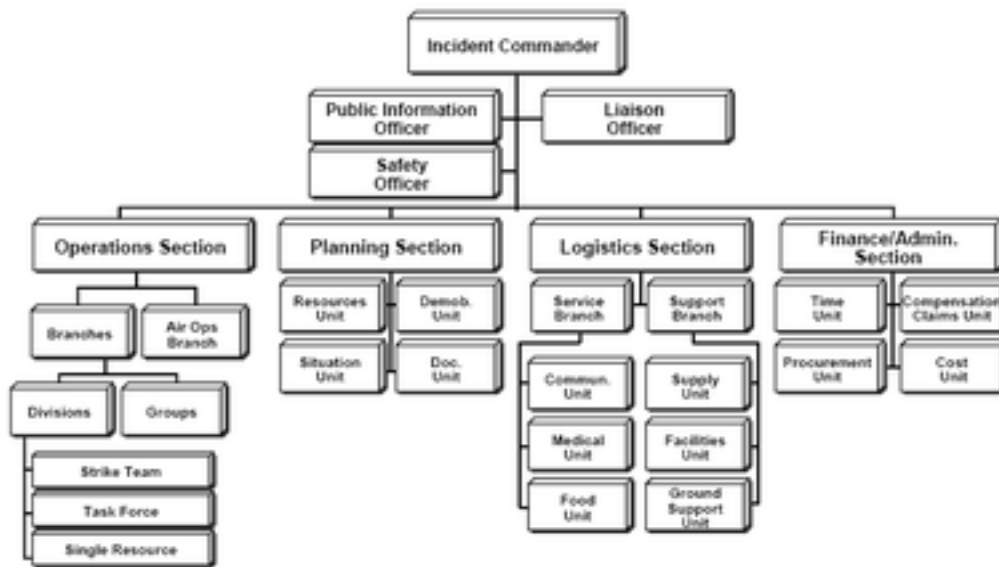 Incident Commander
Public Information
Officer
Liaison
Officer
Safety
Officer
Operations Section
Planning Section
Logistics Section
Finance/Admin.
Section
Branches
Air Ops
Branch
Resources
Unit
Demob.
Unit
Service
Branch
Support
Branch
Time
Unit
Compensation
Claims Unit
Situation
Unit
Doc.
Unit
Procurement
Unit
Cost
Unit
Divisions
Groups
Commun.
Unit
Supply
Unit
Strike Team
Medical
Unit
Facilities
Unit
Task Force
Food
Unit
Ground
Support
Unit
Single Resource